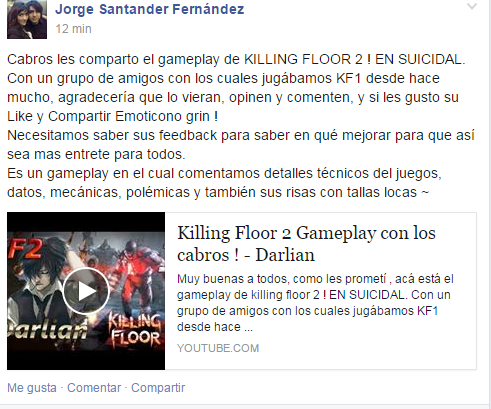 Jorge Santander Fernández
12 min
Cabros les comparto el gameplay de KILLING FLOOR 2 ! EN SUICIDAL.
Con un grupo de amigos con los cuales jugábamos KF1 desde hace
mucho, agradecería que lo vieran, opinen y comenten, y si les gusto su
Like y Compartir Emoticono grin !
Necesitamos saber sus feedback para saber en qué mejorar para que así
sea mas entrete para todos.
Es un gameplay en el cual comentamos detalles técnicos del juegos,
datos, mecánicas, polémicas y también sus risas con tallas locas ~
F2
Darlian
KILLING
FLOOR
Killing Floor 2 Gameplay con los
cabros ! - Darlian
Muy buenas a todos, como les prometí , acá está el
gameplay de killing floor 2 ! EN SUICIDAL. Con un
grupo de amigos con los cuales jugábamos KF1
desde hace ...
YOUTUBE.COM
Me gusta · Comentar · Compartir